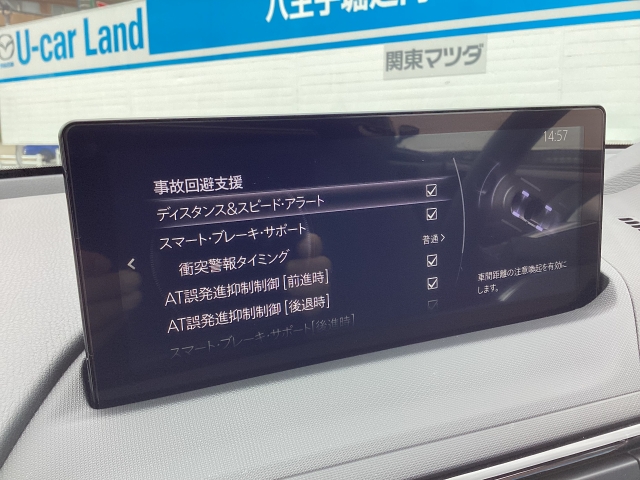 U-car Land
八王子堀之内
関東マツダ
14:57
事故回避支援
ディスタンス&スピード・アラート
スマート・ブレーキ・サポート
衝突警報タイミング
普通
AT誤発進抑制制御 [前進時]
AT誤発進抑制制御 [後退時]
スマート・ブレーキ・サポート[後進時]
車間距離の注意喚起を有効に
します。